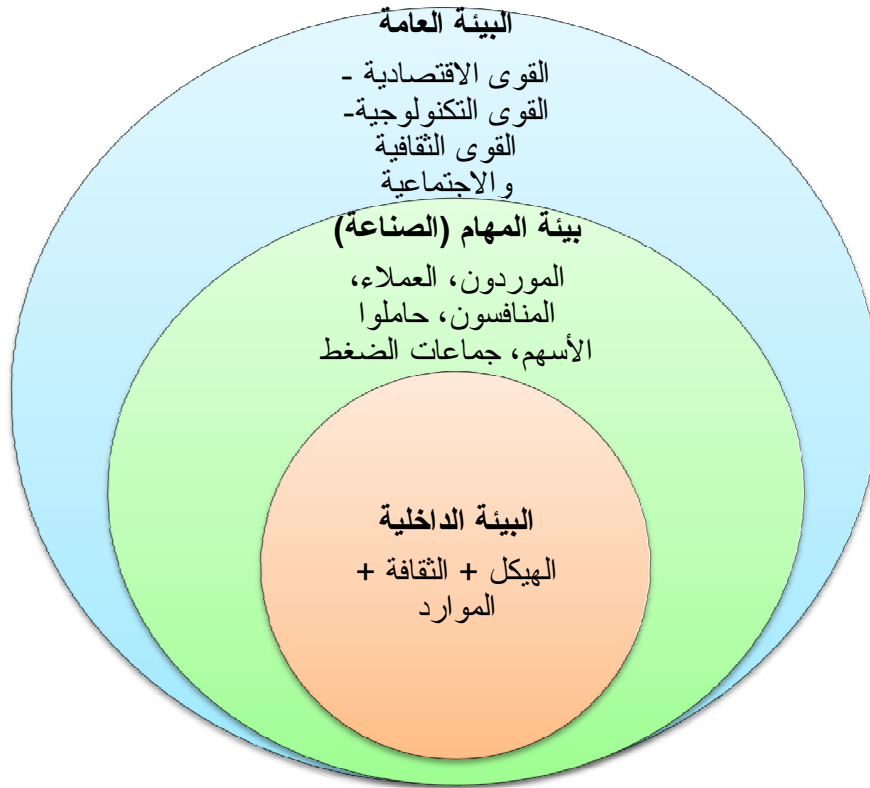 البيئة العامة
القوى الاقتصادية -
القوى التكنولوجية-
القوى الثقافية
والاجتماعية
بيئة المهام (الصناعة)
الموردون، العملاء،
المنافسون، حاملوا
الأسهم، جماعات الضغط
البيئة الداخلية
الهيكل + الثقافة +
الموارد